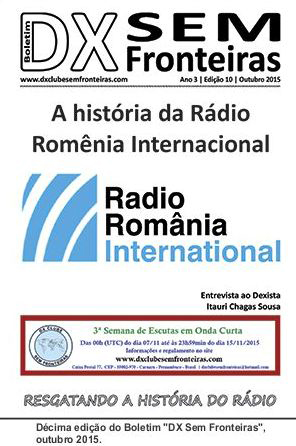 Boletim
DX SEM
Fronteiras
www.dxclubesemfronteiras.com
Ano 3 | Edição 10 | Outubro 2015
A história da Rádio
Romênia Internacional
Radio
România
International
Entrevista ao Dexista
Itauri Chagas Sousa
DX CLUBE
SEM FRONTEIRAS
3ª Semana de Escutas em Onda Curta
Das 00h (UTC) do dia 07/11 até às 23h59min do dia 15/11/2015
Informações e regulamento no site
www.dxclubesemfronteiras.com
RESGATANDO A HISTÓRIA DO RÁDIO
Décima edição do Boletim "DX Sem Fronteiras",
outubro 2015.